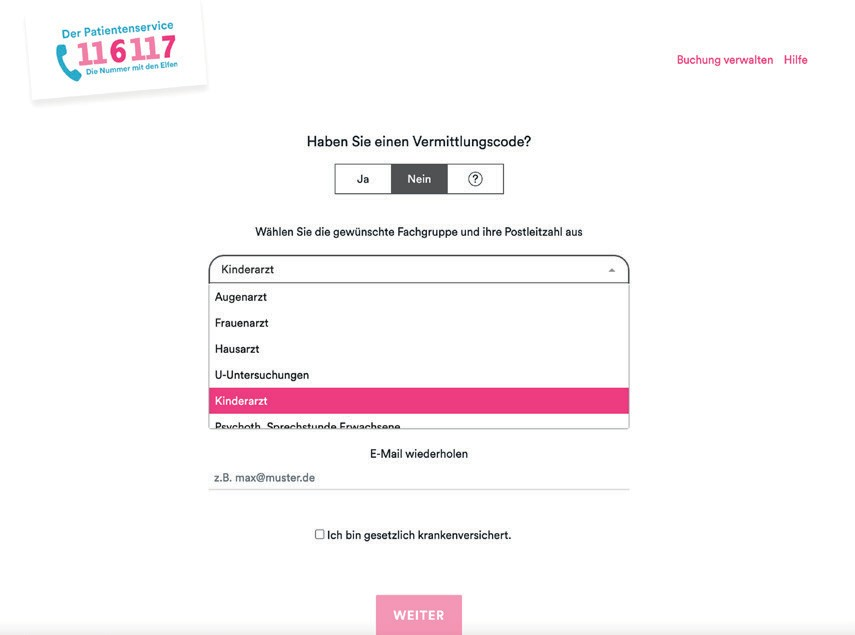 Der Patientenservice
116117
Die Nummer mit den Elfen
Buchung verwalten Hilfe
Haben Sie einen Vermittlungscode?
Ja Nein ?
Wählen Sie die gewünschte Fachgruppe und ihre Postleitzahl aus
Kinderarzt
Augenarzt
Frauenarzt
Hausarzt
U-Untersuchungen
Kinderarzt
Psychoth. Sprechstunde Erwachsene
E-Mail wiederholen
z.B. max@muster.de
Ich bin gesetzlich krankenversichert.
WEITER